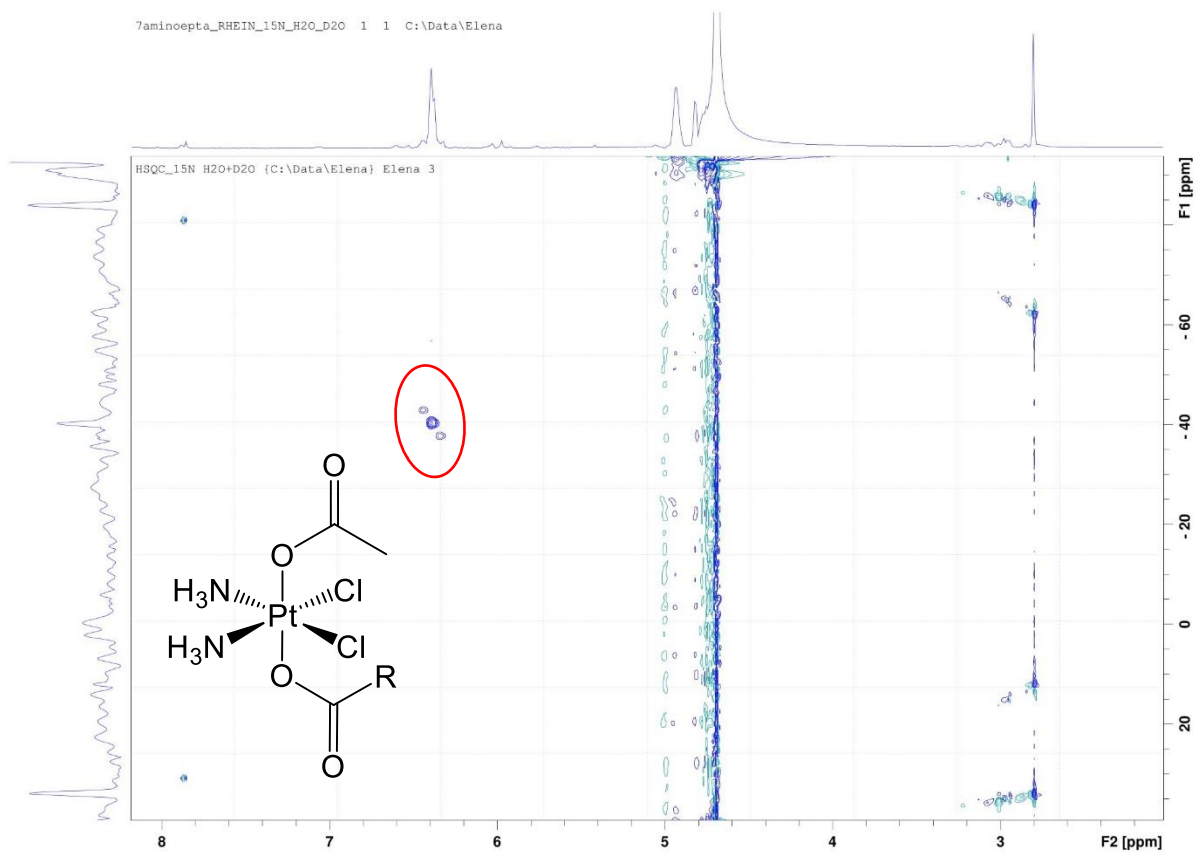 7aminoepta_RHEIN_15N_H2O_D2O 1 1 C:\Data\Elena
HSQC_15N H2O+D2O {C:\Data\Elena} Elena 3
F1 [ppm]
- 60
- 40
- 20
0
20
O
O
H3N
Cl
Pt
H3N
Cl
O
R
O
8
7
6
5
4
3
F2 [ppm]